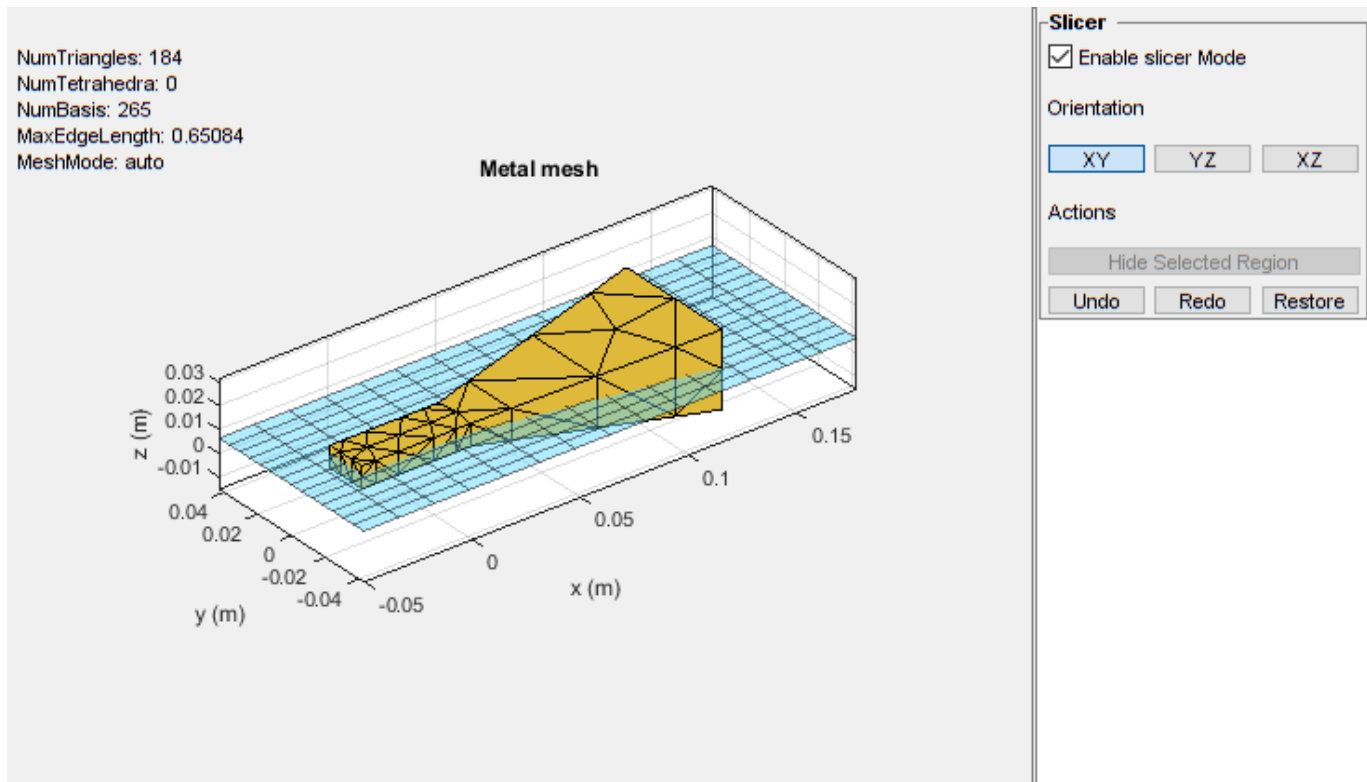 NumTriangles: 184
NumTetrahedra: 0
NumBasis: 265
MaxEdgeLength: 0.65084
MeshMode: auto
Metal mesh
0.03
0.02
0.01
0
-0.01
z (m)
0.04
0.02
0
-0.02
-0.04
y (m)
-0.05
0
0.05
0.1
0.15
x (m)
Slicer
Enable slicer Mode
Orientation
XY YZ XZ
Actions
Hide Selected Region
Undo Redo Restore